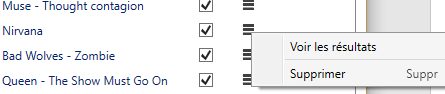 Muse - Thought contagion
Nirvana
Voir les résultats
Bad Wolves - Zombie
Supprimer Suppr
Queen - The Show Must Go On